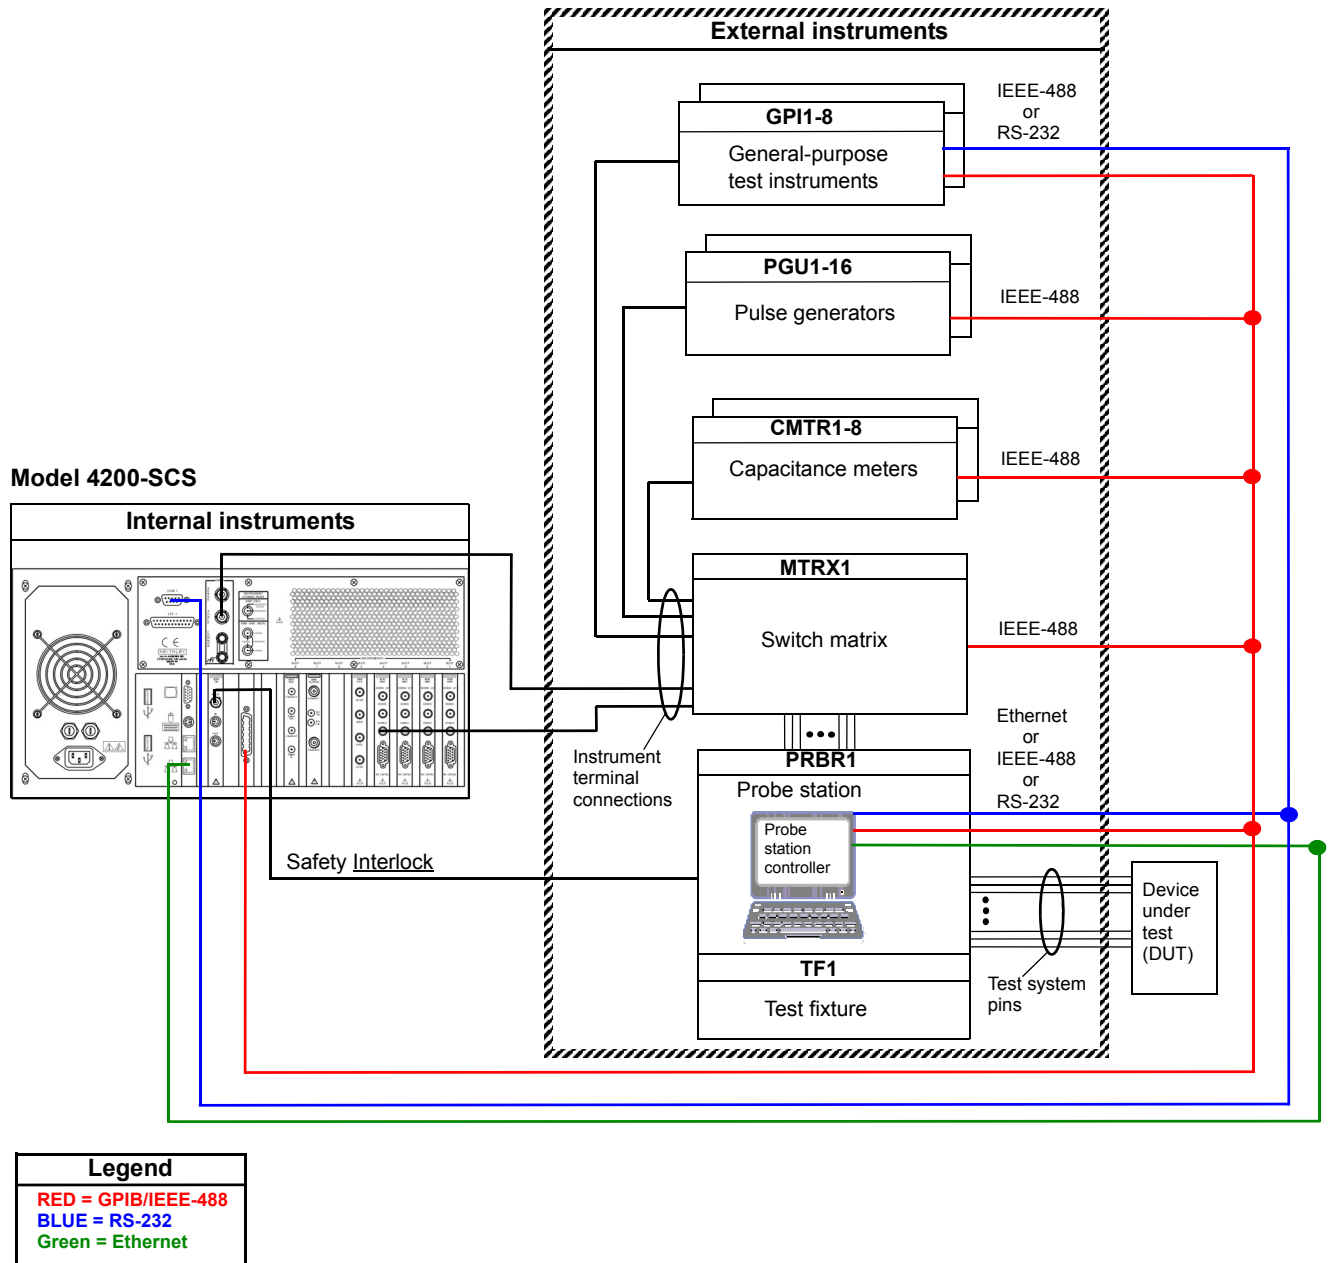 External instruments
GPI1-8
General-purpose
test instruments
IEEE-488
or
RS-232
PGU1-16
Pulse generators
IEEE-488
CMTR1-8
Capacitance meters
IEEE-488
Model 4200-SCS
Internal instruments
MTRX1
Switch matrix
IEEE-488
Instrument
terminal
connections
Ethernet
or
IEEE-488
or
RS-232
PRBR1
Probe station
Probe
station
controller
Safety Interlock
Device
under
test
(DUT)
TF1
Test fixture
Test system
pins
Legend
RED = GPIB/IEEE-488
BLUE = RS-232
Green = Ethernet